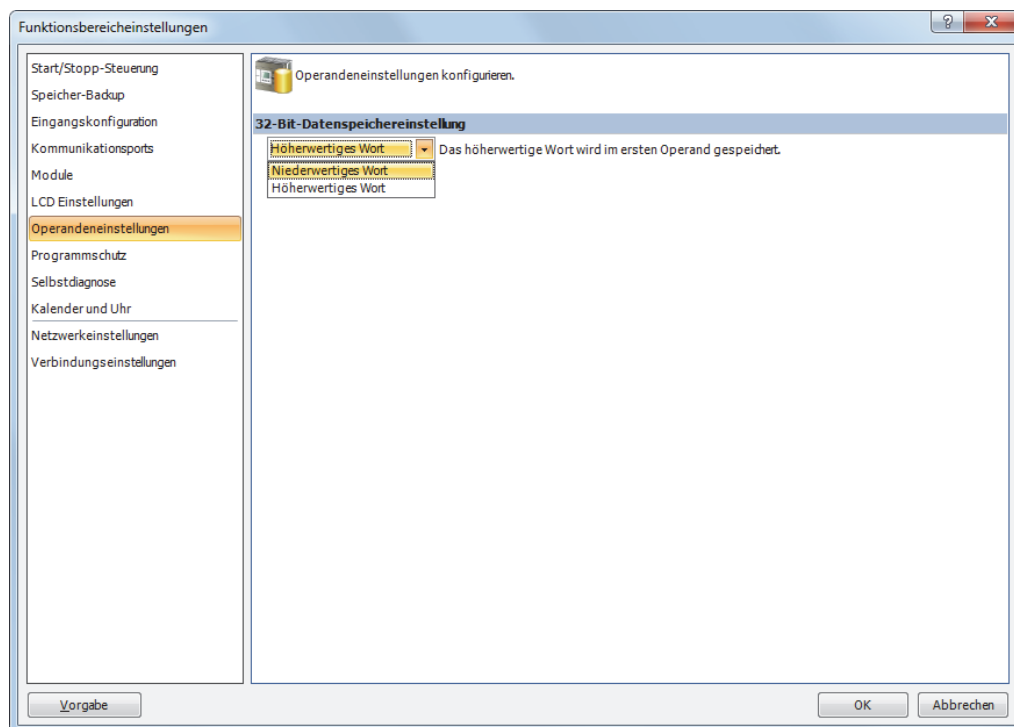 Funktionsbereicheinstellungen
?
Start/Stopp-Steuerung
Speicher-Backup
Eingangskonfiguration
Kommunikationsports
Module
LCD Einstellungen
Operandeneinstellungen
Programmschutz
Selbstdiagnose
Kalender und Uhr
Netzwerkeinstellungen
Verbindungseinstellungen
Operandeneinstellungen konfigurieren.
32-Bit-Datenspeichereinstellung
Höherwertiges Wort Das höherwertige Wort wird im ersten Operand gespeichert.
Niederwertiges Wort
Höherwertiges Wort
Vorgabe OK Abbrechen